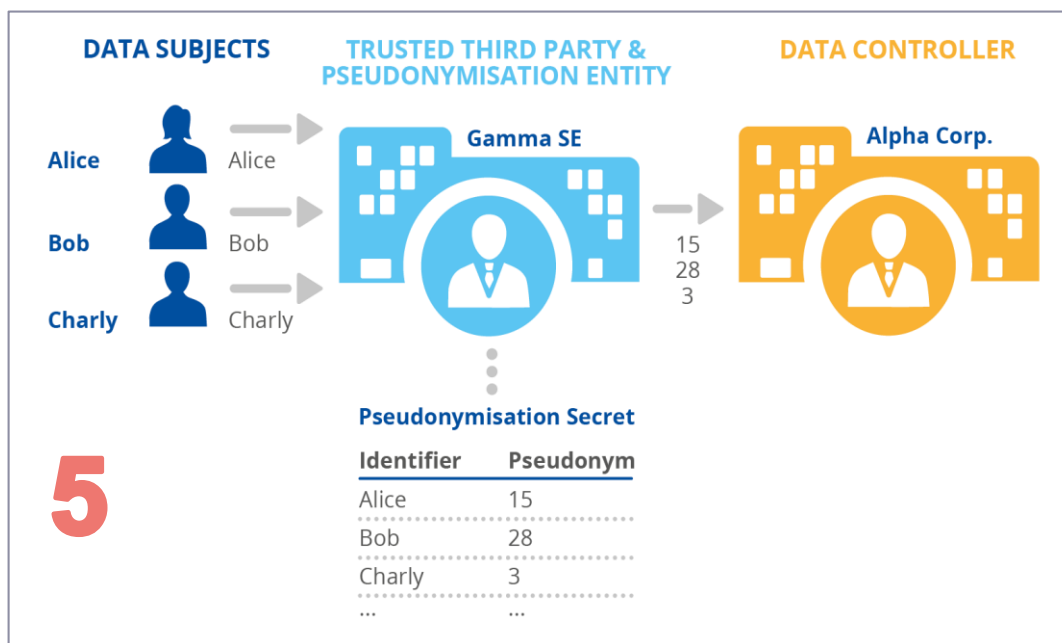 DATA SUBJECTS
TRUSTED THIRD PARTY &
PSEUDONYMISATION ENTITY
DATA CONTROLLER
Alice
Alice
Bob
Bob
Charly
Charly
Gamma SE
15
28
3
Alpha Corp.
Pseudonymisation Secret
Identifier Pseudonym
Alice 15
Bob 28
Charly 3
... ...
5